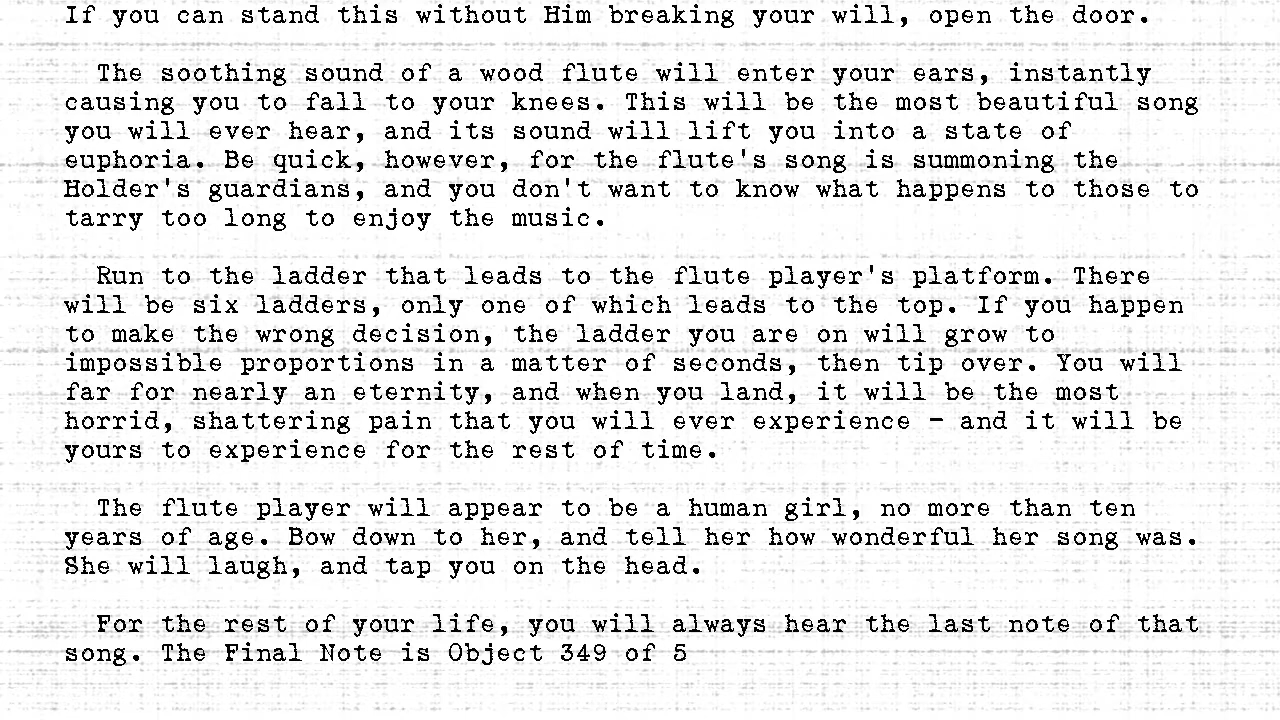 If you can stand this without Him breaking your will, open the door.
The soothing sound of a wood flute will enter your ears, instantly
causing you to fall to your knees. This will be the most beautiful song
you will ever hear, and its sound will lift you into a state of
euphoria. Be quick, however, for the flute's song is summoning the
Holder's guardians, and you don't want to know what happens to those to
tarry too long to enjoy the music.
Run to the ladder that leads to the flute player's platform. There
will be six ladders, only one of which leads to the top. If you happen
to make the wrong decision, the ladder you are on will grow to
impossible proportions in a matter of seconds, then tip over. You will
far for nearly an eternity, and when you land, it will be the most
horrid, shattering pain that you will ever experience - and it will be
yours to experience for the rest of time.
The flute player will appear to be a human girl, no more than ten
years of age. Bow down to her, and tell her how wonderful her song was.
She will laugh, and tap you on the head.
For the rest of your life, you will always hear the last note of that
song. The Final Note is Object 349 of 5